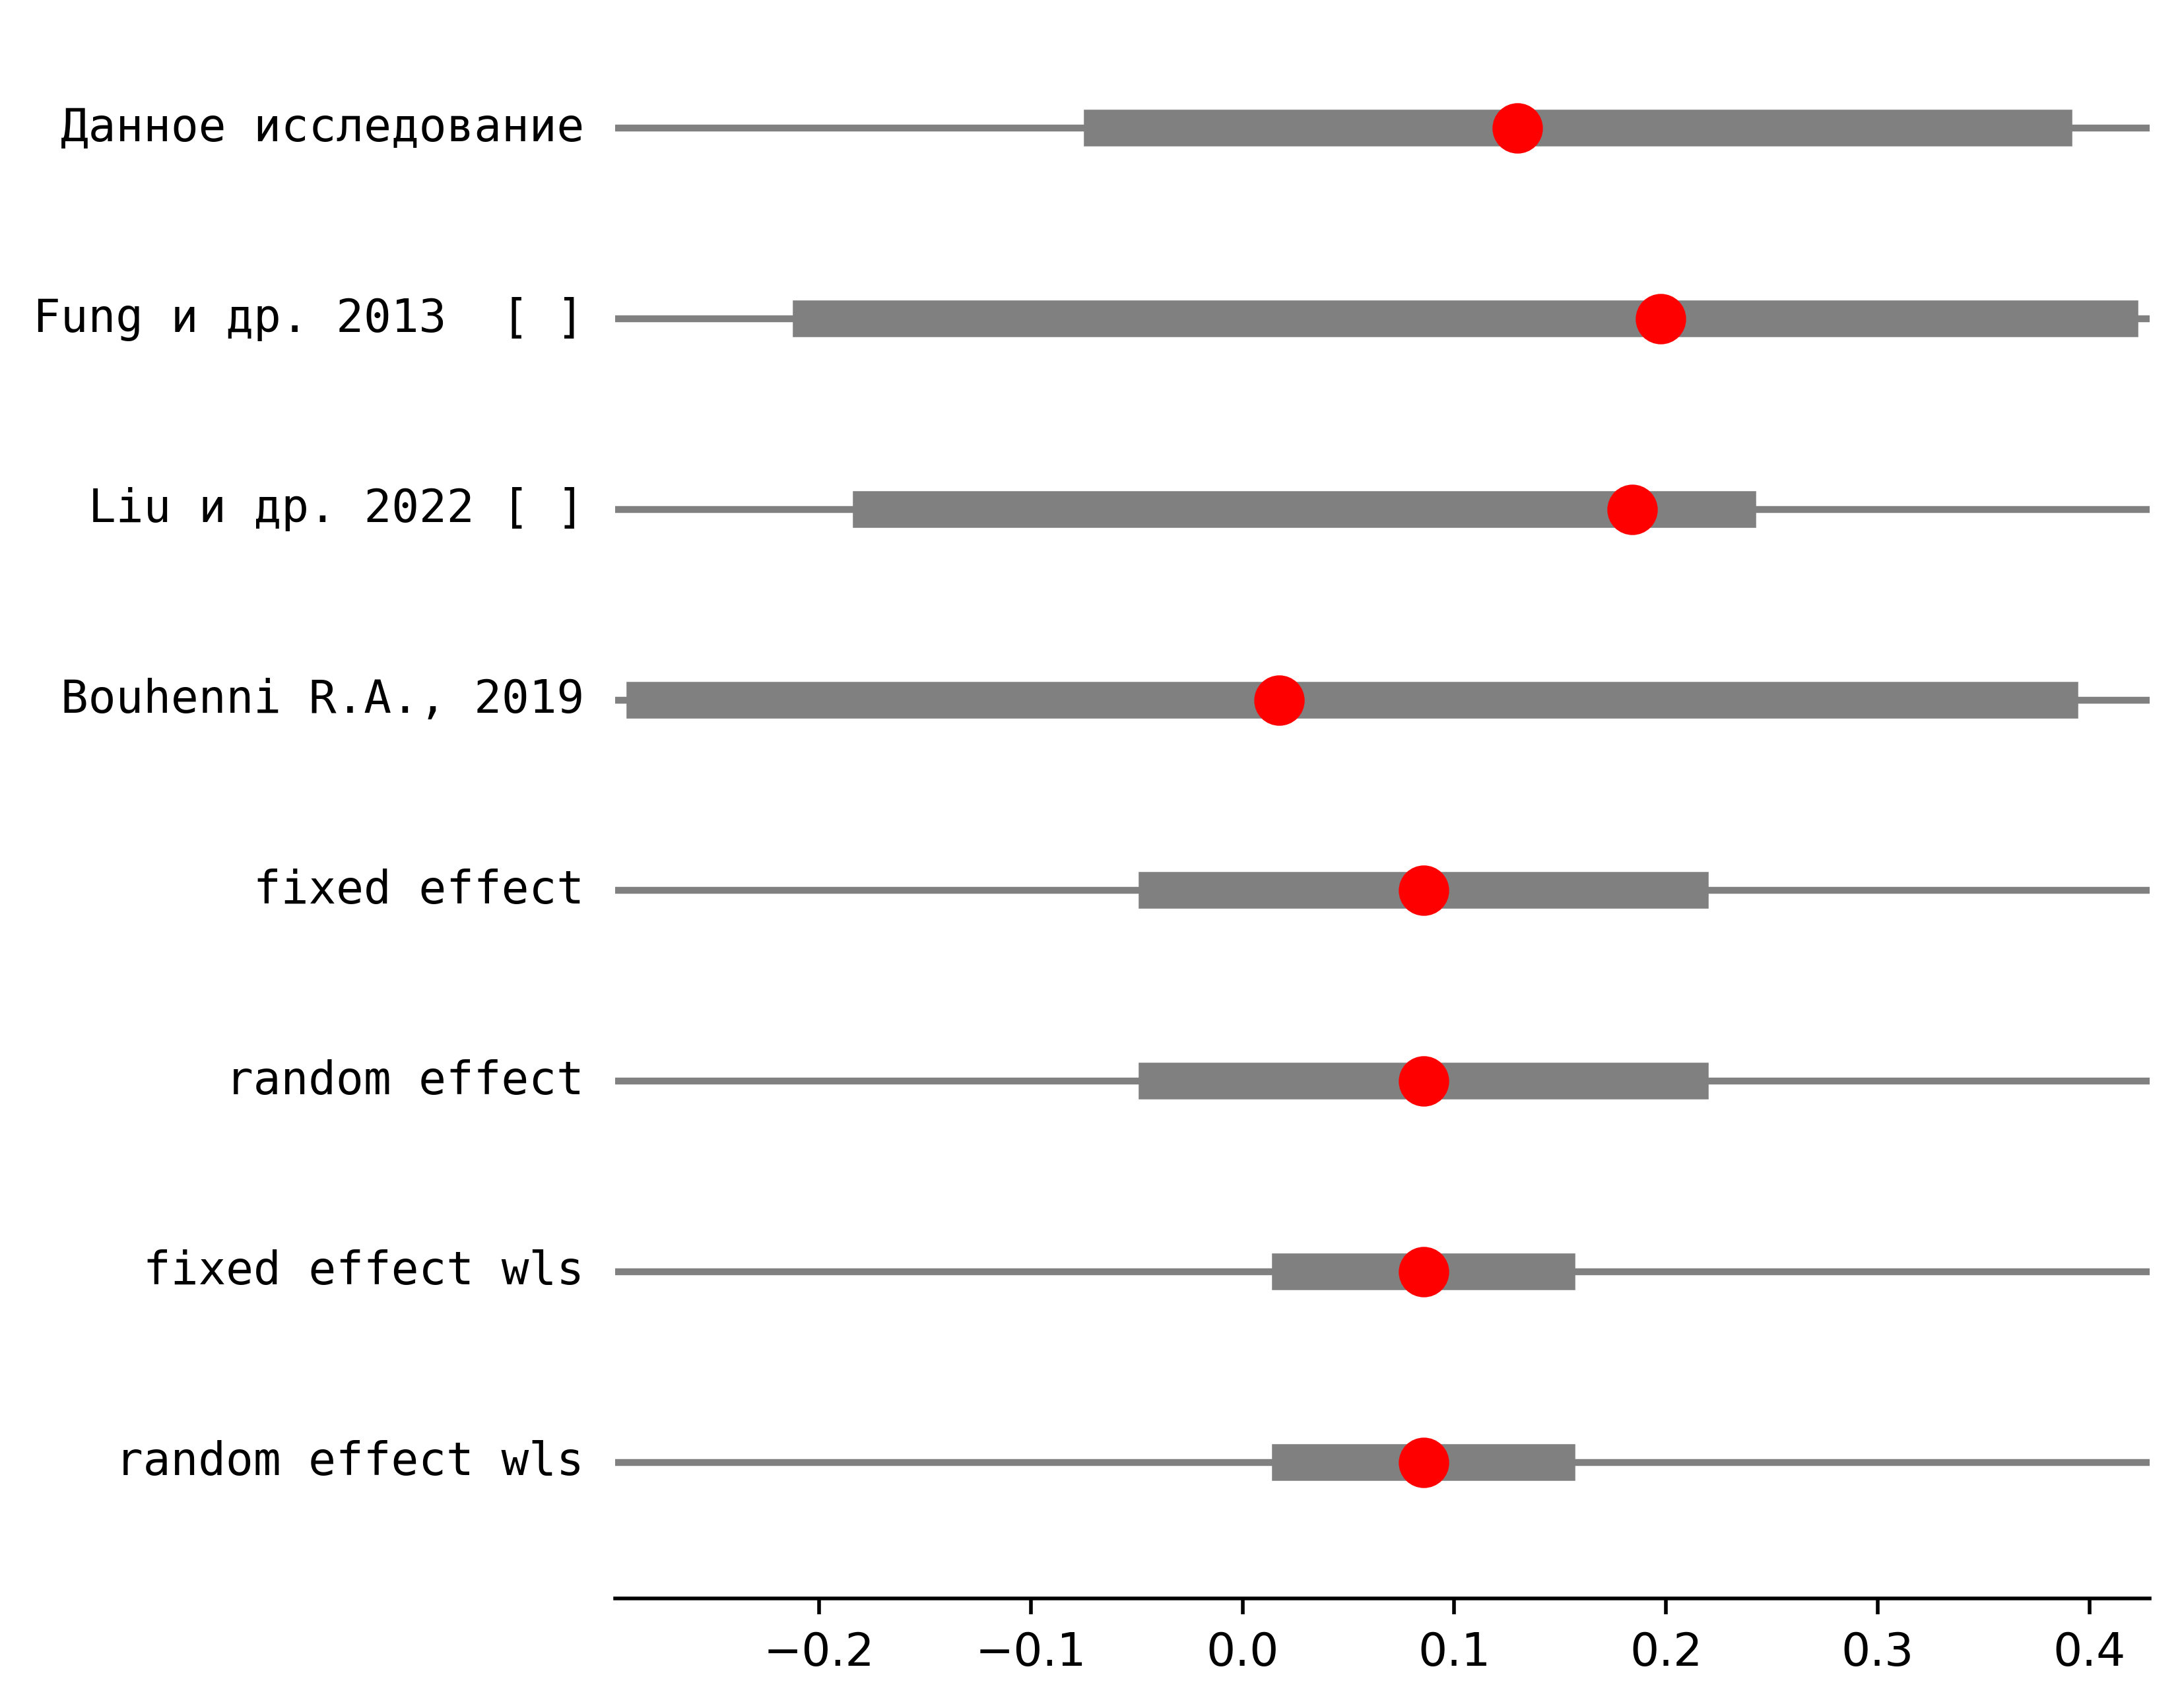 Данное исследование
Fung и др. 2013  [ ]
Liu и др. 2022 [ ]
Bouhenni R.A., 2019
fixed effect
random effect
fixed effect wls
random effect wls
−0.2 −0.1 0.0 0.1 0.2 0.3 0.4